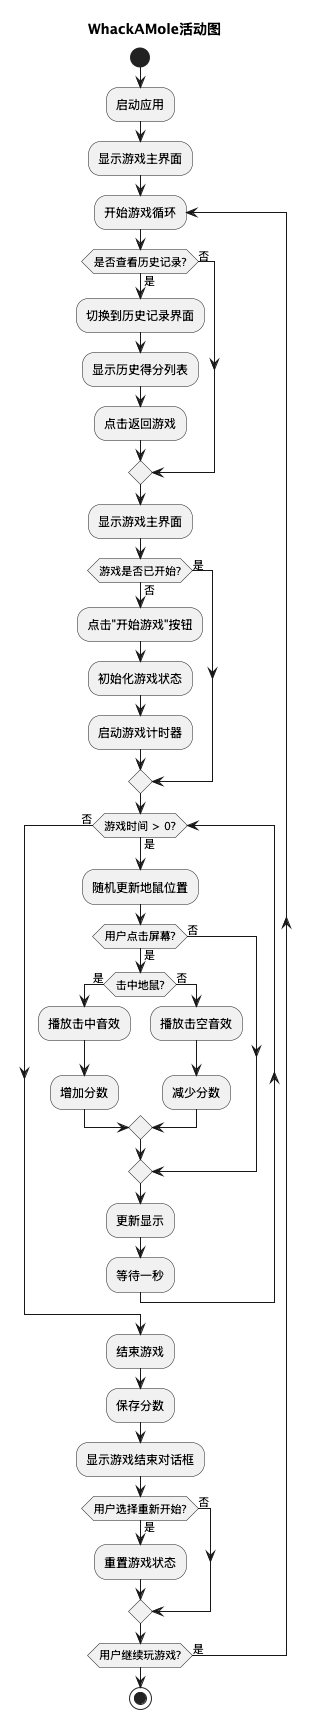 WhackAMole活动图
启动应用
显示游戏主界面
开始游戏循环
是否查看历史记录?
否
是
切换到历史记录界面
显示历史得分列表
点击返回游戏
显示游戏主界面
游戏是否已开始?
是
否
点击"开始游戏"按钮
初始化游戏状态
启动游戏计时器
否
游戏时间 > 0?
是
随机更新地鼠位置
用户点击屏幕?
否
是
是
击中地鼠?
否
播放击中音效
播放击空音效
增加分数
减少分数
更新显示
等待一秒
结束游戏
保存分数
显示游戏结束对话框
用户选择重新开始?
否
是
重置游戏状态
用户继续玩游戏?
是